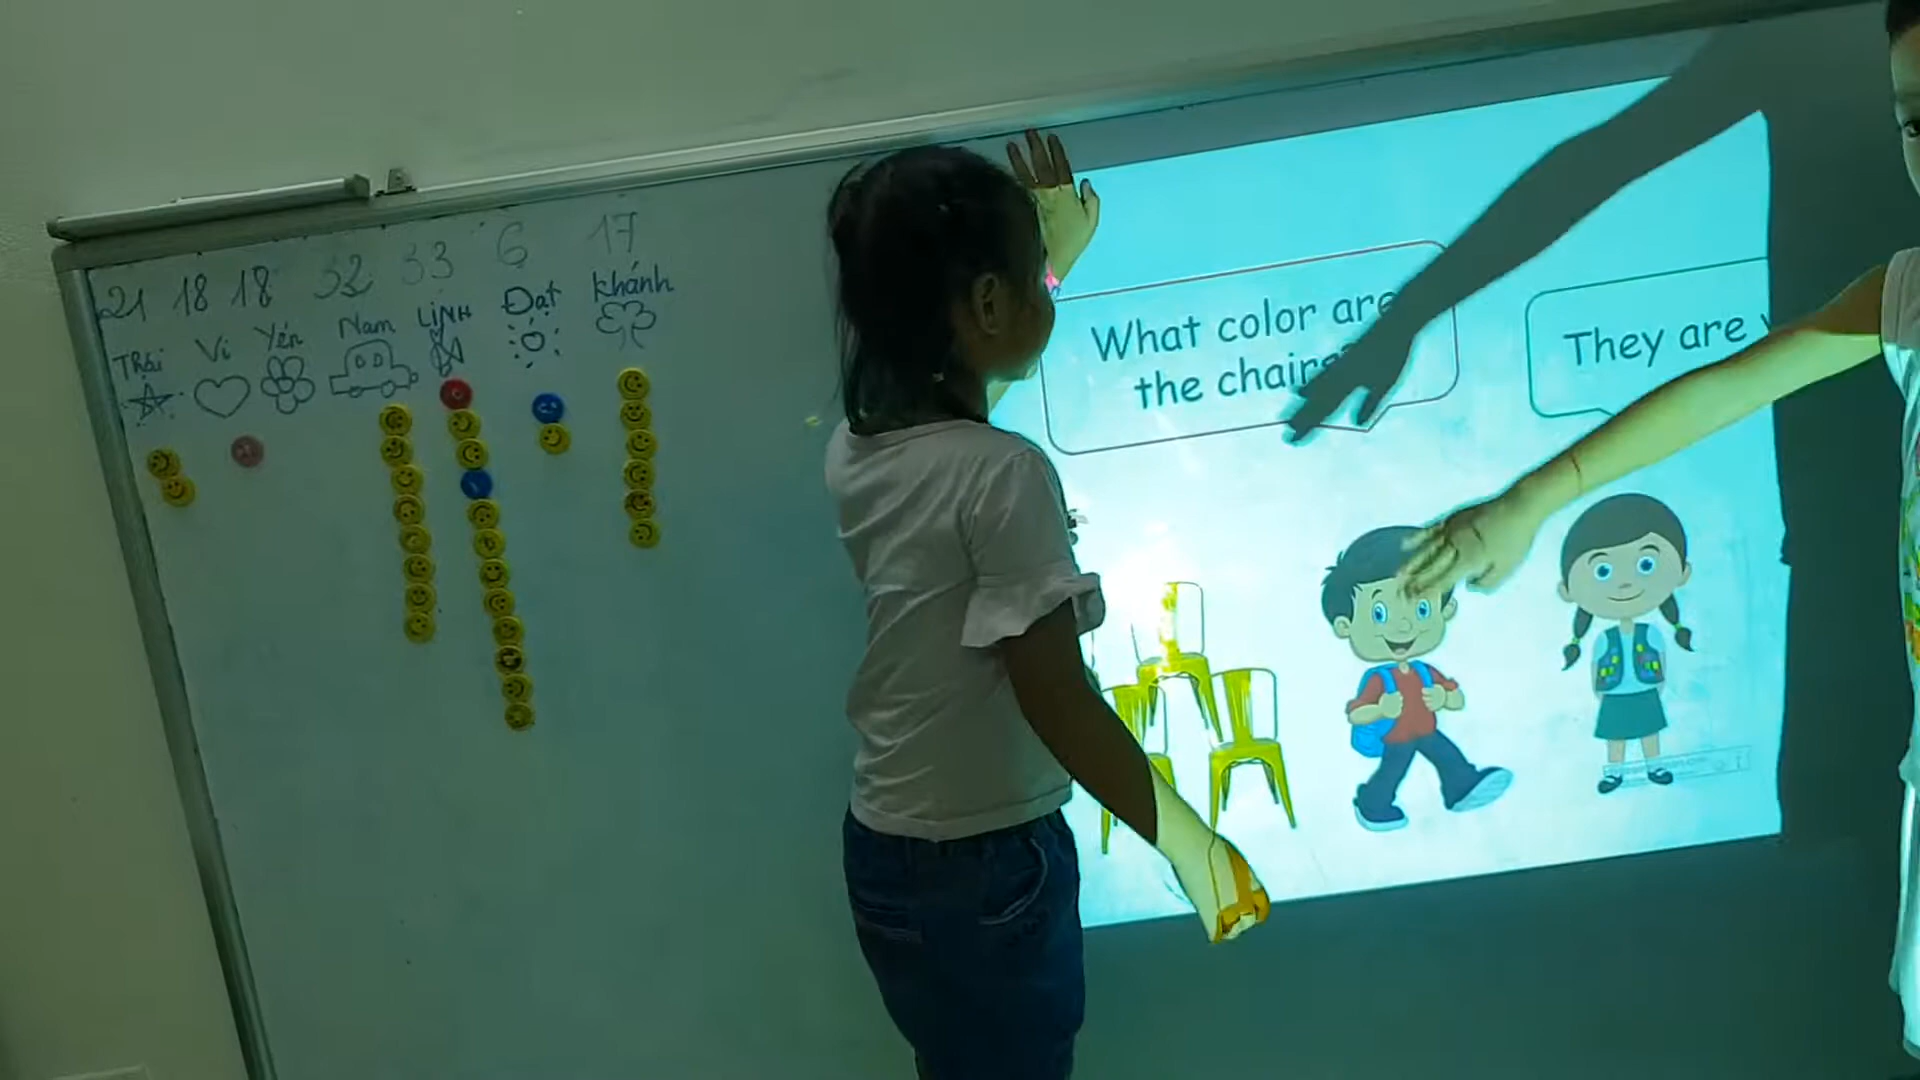 21 18 18 32 33 6 17
Thái Vi Yến Nam LINH Đạt khánh
What color are
the chairs
They are